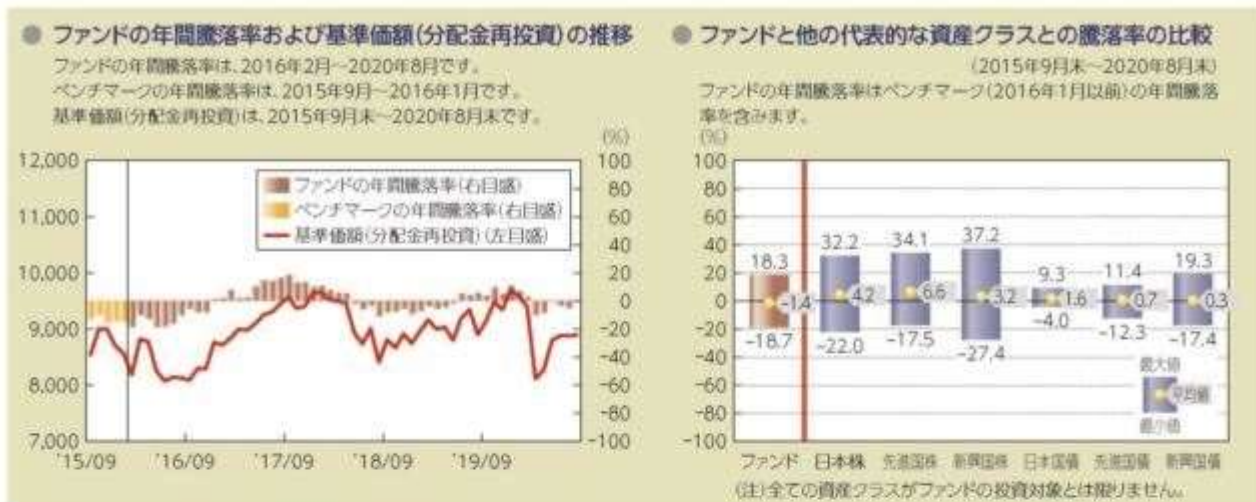 ● ファンドの年間騰落率および基準価額(分配金再投資)の推移
ファンドの年間騰落率は、2016年2月～2020年8月です。
ベンチマークの年間騰落率は、2015年9月～2016年1月です。
基準価額(分配金再投資)は、2015年9月末～2020年8月末です。
(%)
12,000
11,000
10,000
9,000
8,000
7,000
100
80
60
40
20
0
-20
-40
-60
-80
-100
ファンドの年間騰落率(右目盛)
ベンチマークの年間騰落率(右目盛)
基準価額(分配金再投資)(左目盛)
'15/09 '16/09 '17/09 '18/09 '19/09
● ファンドと他の代表的な資産クラスとの騰落率の比較
(2015年9月末～2020年8月末)
ファンドの年間騰落率はベンチマーク(2016年1月以前)の年間騰落
率を含みます。
(%)
100
80
60
40
20
0
-20
-40
-60
-80
-100
18.3 32.2 34.1 37.2 9.3 11.4 19.3
-1.4 4.2 6.6 3.2 1.6 0.7 0.3
-18.7 -22.0 -17.5 -27.4 -4.0 -12.3 -17.4
最大値
平均値
最小値
ファンド 日本株 先進国株 新興国株 日本国債 先進国債 新興国債
(注)全ての資産クラスがファンドの投資対象とは限りません。